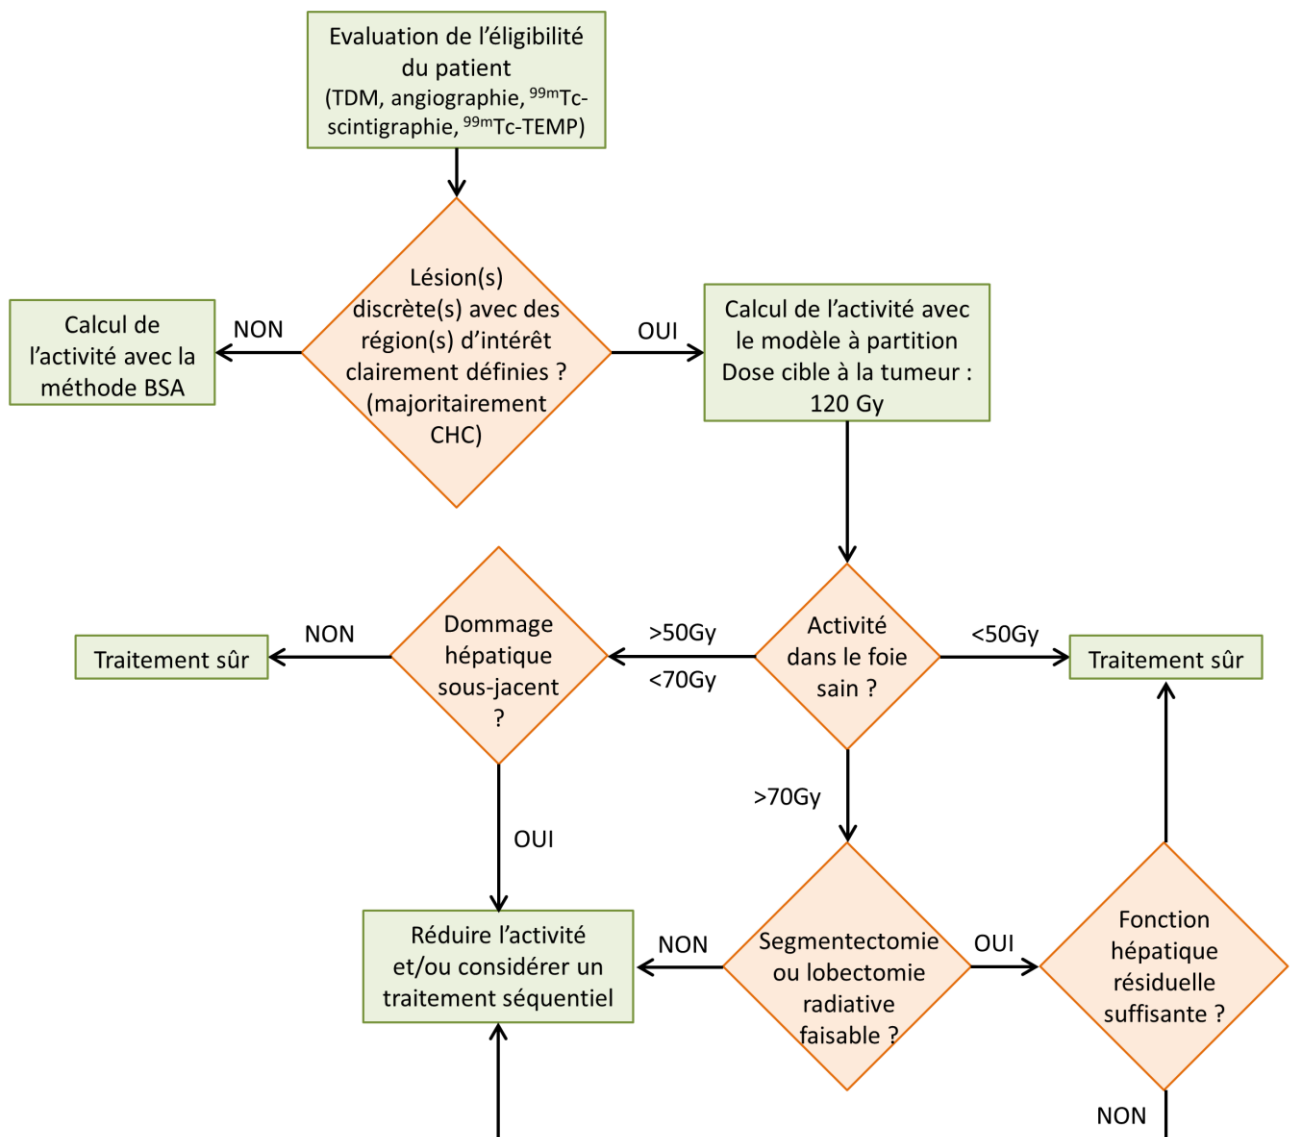 Evaluation de l’éligibilité
du patient
(TDM, angiographie, ⁹⁹ᵐTc-
scintigraphie, ⁹⁹ᵐTc-TEMP)
Lésion(s)
discrète(s) avec des
région(s) d’intérêt
clairement définies ?
(majoritairement
CHC)
NON
Calcul de
l’activité avec la
méthode BSA
OUI
Calcul de l’activité avec
le modèle à partition
Dose cible à la tumeur :
120 Gy
Activité
dans le foie
sain ?
<50Gy
Traitement sûr
>50Gy
<70Gy
Dommage
hépatique
sous-jacent
?
NON
Traitement sûr
OUI
>70Gy
Segmentectomie
ou lobectomie
radiative
faisable ?
NON
Réduire l’activité
et/ou considérer un
traitement séquentiel
OUI
Fonction
hépatique
résiduelle
suffisante ?
NON